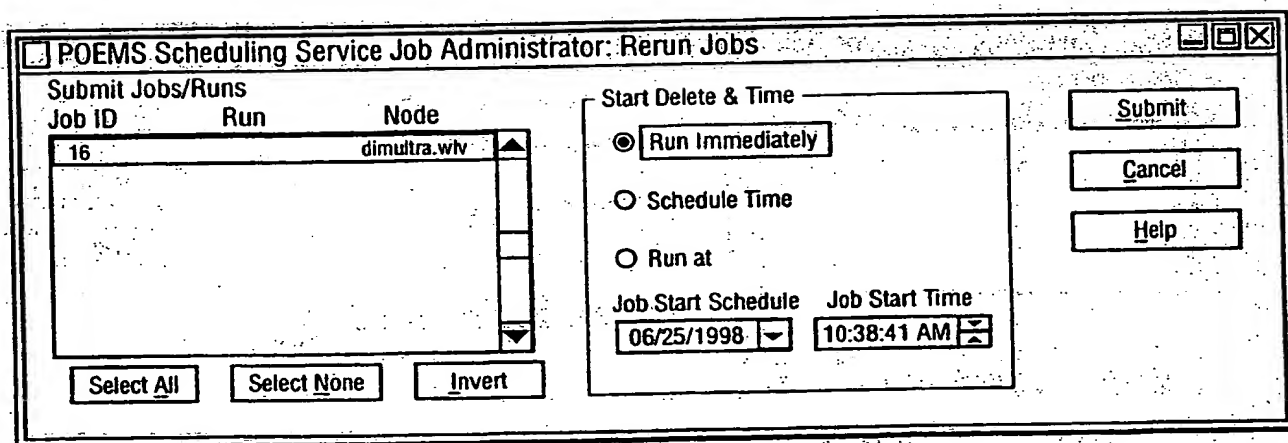 POEMS Scheduling Service Job Administrator: Rerun Jobs
Submit Jobs/Runs
Job ID Run Node
16 dimultra.wlv
Select All Select None Invert
Start Delete & Time
Run Immediately
Schedule Time
Run at
Job Start Schedule Job Start Time
06/25/1998 10:38:41 AM
Submit
Cancel
Help